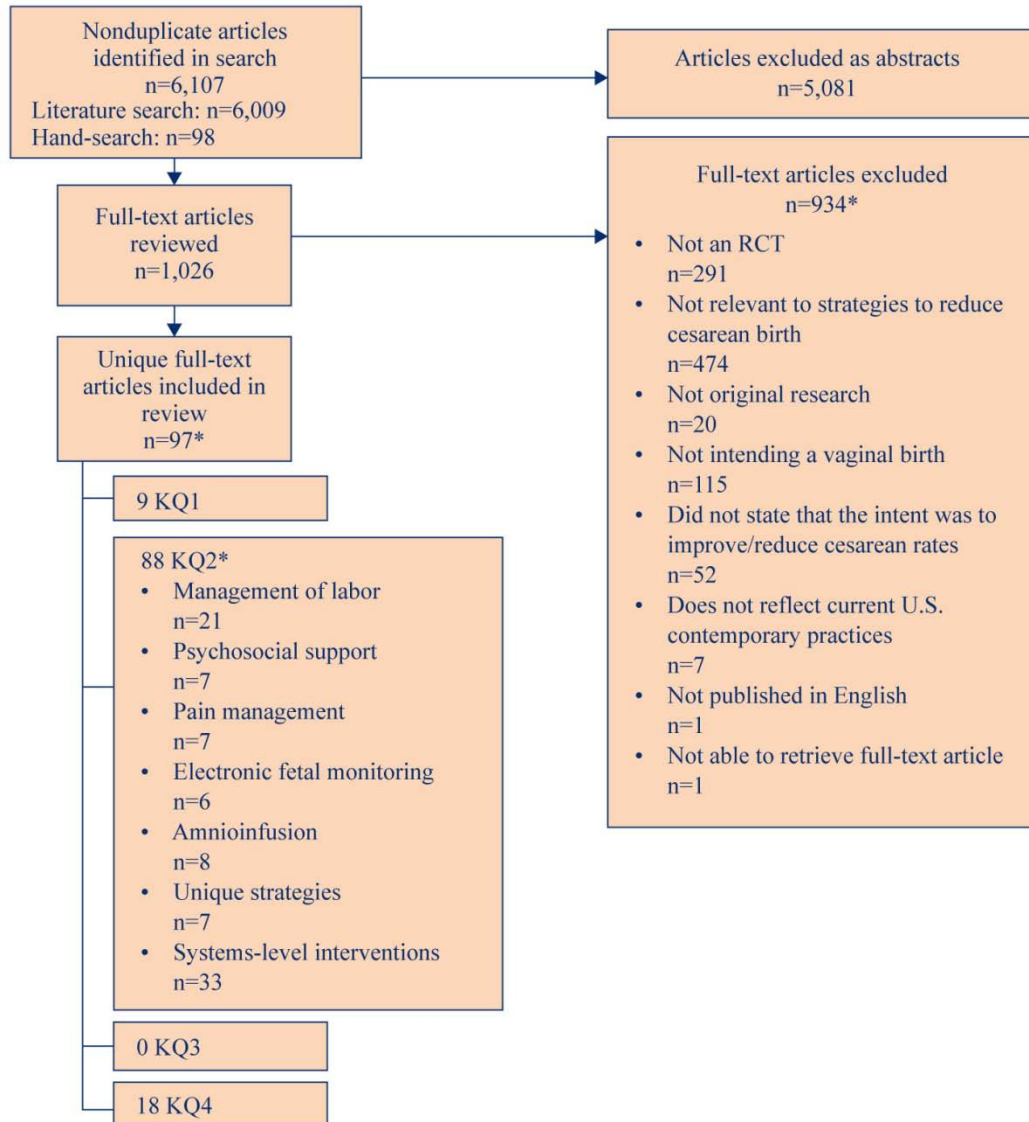 Nonduplicate articles
identified in search
n=6,107
Literature search: n=6,009
Hand-search: n=98
Articles excluded as abstracts
n=5,081
Full-text articles
reviewed
n=1,026
Full-text articles excluded
n=934*
• Not an RCT
n=291
• Not relevant to strategies to reduce
cesarean birth
n=474
• Not original research
n=20
• Not intending a vaginal birth
n=115
• Did not state that the intent was to
improve/reduce cesarean rates
n=52
• Does not reflect current U.S.
contemporary practices
n=7
• Not published in English
n=1
• Not able to retrieve full-text article
n=1
Unique full-text
articles included in
review
n=97*
9 KQ1
88 KQ2*
• Management of labor
n=21
• Psychosocial support
n=7
• Pain management
n=7
• Electronic fetal monitoring
n=6
• Amnioinfusion
n=8
• Unique strategies
n=7
• Systems-level interventions
n=33
0 KQ3
18 KQ4